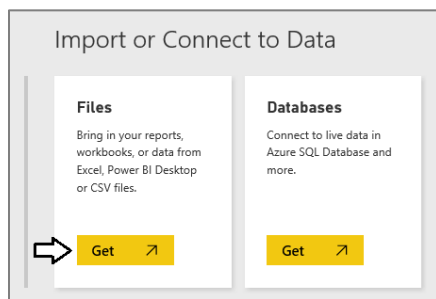 Import or Connect to Data
Files
Bring in your reports,
workbooks, or data from
Excel, Power BI Desktop
or CSV files.
Get
Databases
Connect to live data in
Azure SQL Database and
more.
Get